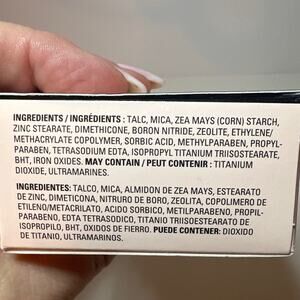 INGREDIENTS / INGRÉDIENTS : TALC, MICA, ZEA MAYS (CORN) STARCH,
ZINC STEARATE, DIMETHICONE, BORON NITRIDE, ZEOLITE, ETHYLENE/
METHACRYLATE COPOLYMER, SORBIC ACID, METHYLPARABEN, PROPYL-
PARABEN, TETRASODIUM EDTA, ISOPROPYL TITANIUM TRIISOSTEARATE,
BHT, IRON OXIDES. MAY CONTAIN / PEUT CONTENIR : TITANIUM
DIOXIDE, ULTRAMARINES.
INGREDIENTES: TALCO, MICA, ALMIDON DE ZEA MAYS, ESTEARATO
DE ZINC, DIMETICONA, NITRURO DE BORO, ZEOLITA, COPOLIMERO DE
ETILENO/METACRILATO, ACIDO SORBICO, METILPARABENO, PROPIL-
PARABENO, EDTA TETRASODICO, TITANIO TRIISOESTEARATO DE
ISOPROPILO, BHT, OXIDOS DE FIERRO. PUEDE CONTENER: DIOXIDO
DE TITANIO, ULTRAMARINOS.